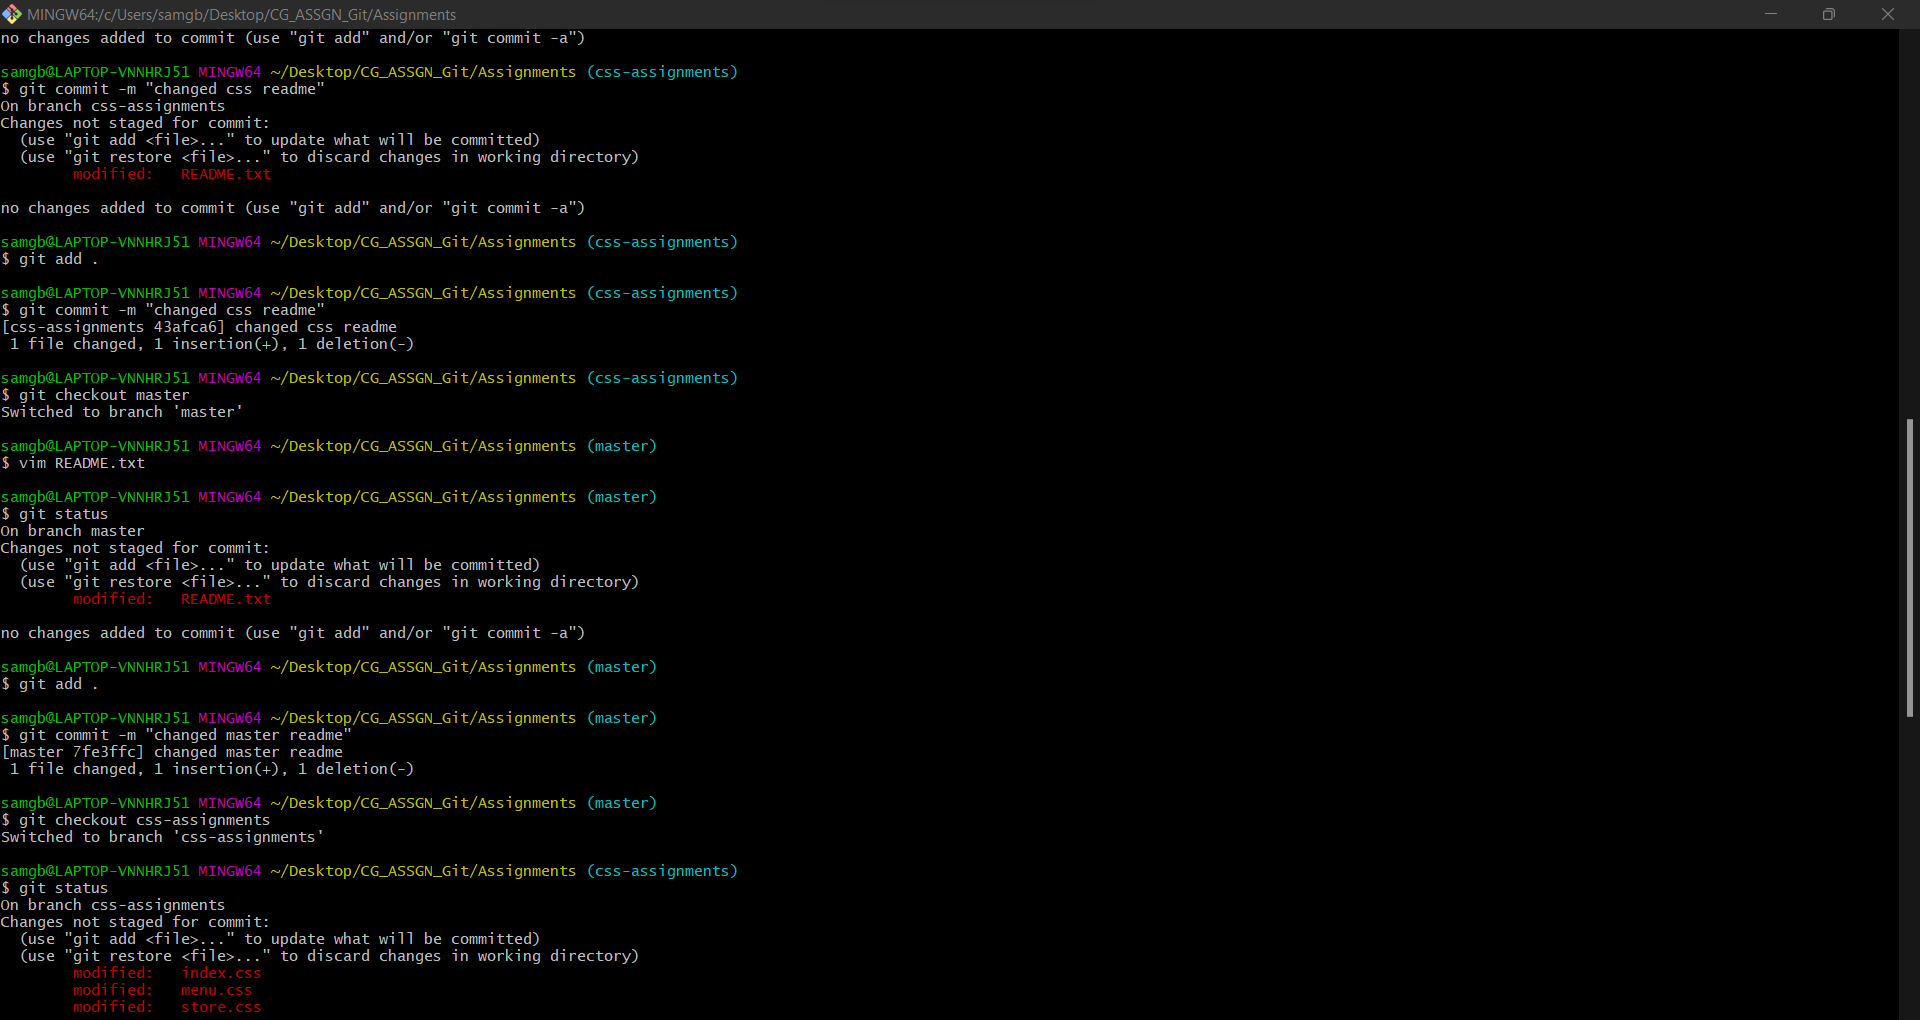 MINGW64:/c/Users/samgb/Desktop/CG_ASSGN_Git/Assignments
no changes added to commit (use "git add" and/or "git commit -a")
samgb@LAPTOP-VNNHRJ51 MINGW64 ~/Desktop/CG_ASSGN_Git/Assignments (css-assignments)
$ git commit -m "changed css readme"
On branch css-assignments
Changes not staged for commit:
  (use "git add <file>..." to update what will be committed)
  (use "git restore <file>..." to discard changes in working directory)
        modified:   README.txt
no changes added to commit (use "git add" and/or "git commit -a")
samgb@LAPTOP-VNNHRJ51 MINGW64 ~/Desktop/CG_ASSGN_Git/Assignments (css-assignments)
$ git add .
samgb@LAPTOP-VNNHRJ51 MINGW64 ~/Desktop/CG_ASSGN_Git/Assignments (css-assignments)
$ git commit -m "changed css readme"
[css-assignments 43afca6] changed css readme
 1 file changed, 1 insertion(+), 1 deletion(-)
samgb@LAPTOP-VNNHRJ51 MINGW64 ~/Desktop/CG_ASSGN_Git/Assignments (css-assignments)
$ git checkout master
Switched to branch 'master'
samgb@LAPTOP-VNNHRJ51 MINGW64 ~/Desktop/CG_ASSGN_Git/Assignments (master)
$ vim README.txt
samgb@LAPTOP-VNNHRJ51 MINGW64 ~/Desktop/CG_ASSGN_Git/Assignments (master)
$ git status
On branch master
Changes not staged for commit:
  (use "git add <file>..." to update what will be committed)
  (use "git restore <file>..." to discard changes in working directory)
        modified:   README.txt
no changes added to commit (use "git add" and/or "git commit -a")
samgb@LAPTOP-VNNHRJ51 MINGW64 ~/Desktop/CG_ASSGN_Git/Assignments (master)
$ git add .
samgb@LAPTOP-VNNHRJ51 MINGW64 ~/Desktop/CG_ASSGN_Git/Assignments (master)
$ git commit -m "changed master readme"
[master 7fe3ffc] changed master readme
 1 file changed, 1 insertion(+), 1 deletion(-)
samgb@LAPTOP-VNNHRJ51 MINGW64 ~/Desktop/CG_ASSGN_Git/Assignments (master)
$ git checkout css-assignments
Switched to branch 'css-assignments'
samgb@LAPTOP-VNNHRJ51 MINGW64 ~/Desktop/CG_ASSGN_Git/Assignments (css-assignments)
$ git status
On branch css-assignments
Changes not staged for commit:
  (use "git add <file>..." to update what will be committed)
  (use "git restore <file>..." to discard changes in working directory)
        modified:   index.css
        modified:   menu.css
        modified:   store.css